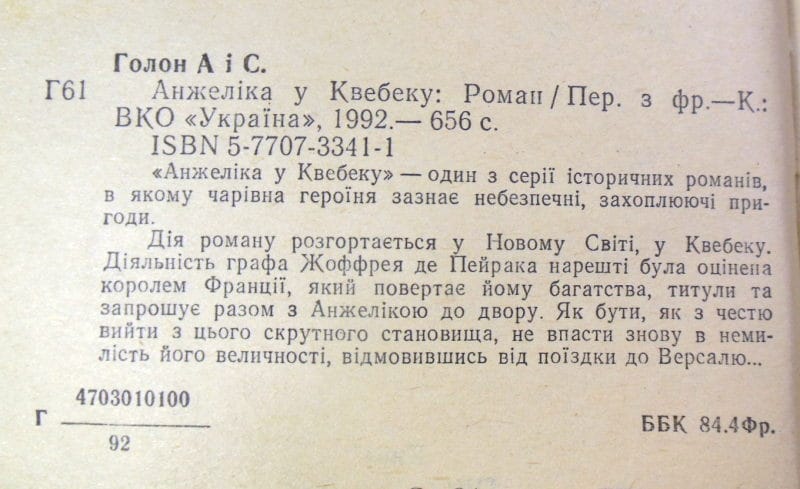 Голон А і С.
Г61 Анжеліка у Квебеку: Роман / Пер. з фр.—К.:
ВКО «Україна», 1992.— 656 с.
ISBN 5-7707-3341-1
«Анжеліка у Квебеку» — один з серії історичних романів,
в якому чарівна героїня зазнає небезпечні, захоплюючі при-
годи.
Дія роману розгортається у Новому Світі, у Квебеку.
Діяльність графа Жоффрея де Пейрака нарешті була оцінена
королем Франції, який повертає йому багатства, титули та
запрошує разом з Анжелікою до двору. Як бути, як з честю
вийти з цього скрутного становища, не впасти знову в неми-
лість його величності, відмовившись від поїздки до Версалю...
4703010100
Г
92
ББК 84.4Фр.